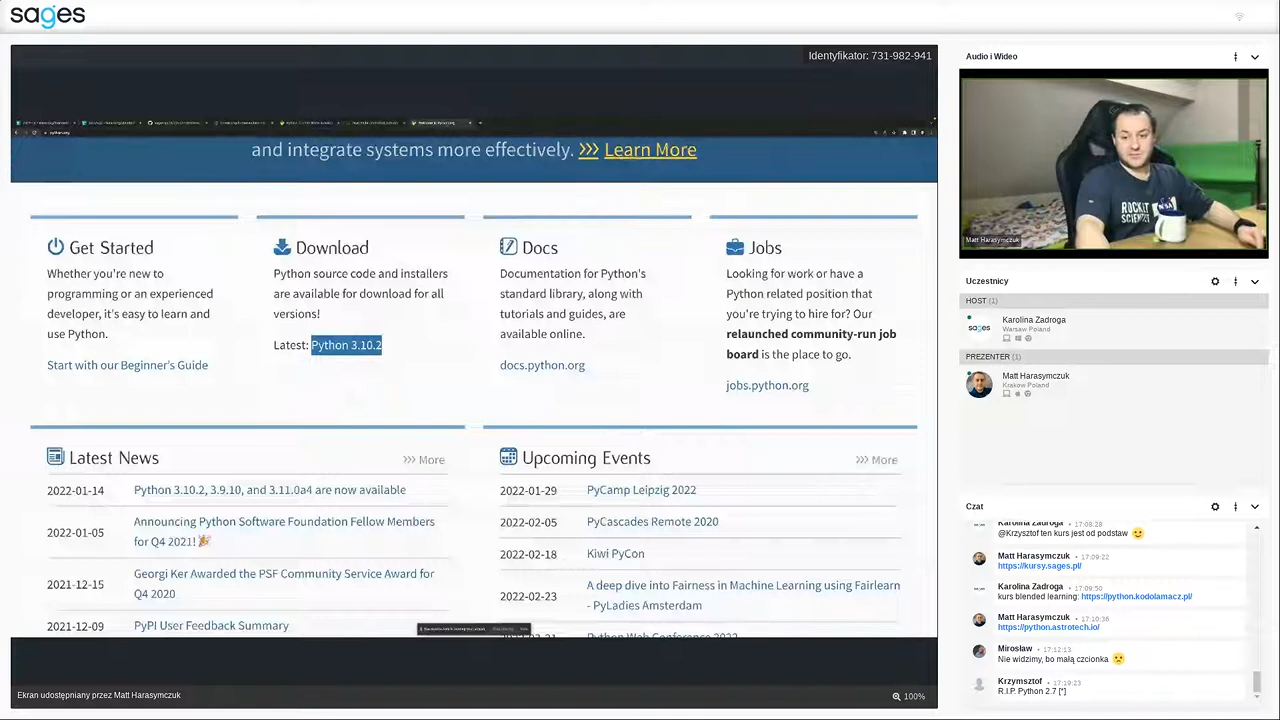 sages
Identyfikator: 731-982-941
and integrate systems more effectively. >>> Learn More
Get Started
Whether you're new to
programming or an experienced
developer, it's easy to learn and
use Python.
Start with our Beginner's Guide
Download
Python source code and installers
are available for download for all
versions!
Latest: Python 3.10.2
Docs
Documentation for Python's
standard library, along with
tutorials and guides, are
available online.
docs.python.org
Jobs
Looking for work or have a
Python related position that
you're trying to hire for? Our
relaunched community-run job
board is the place to go.
jobs.python.org
Latest News
>>> More
2022-01-14 Python 3.10.2, 3.9.10, and 3.11.0a4 are now available
2022-01-05 Announcing Python Software Foundation Fellow Members
for Q4 2021!
2021-12-15 Georgi Ker Awarded the PSF Community Service Award for
Q4 2020
2021-12-09 PyPI User Feedback Summary
Upcoming Events
>>> More
2022-01-29 PyCamp Leipzig 2022
2022-02-05 PyCascades Remote 2020
2022-02-18 Kiwi PyCon
2022-02-23 A deep dive into Fairness in Machine Learning using Fairlearn
- PyLadies Amsterdam
Python Web Conference 2022
Ekran udostępniany przez Matt Harasymczuk
100%
Audio i Wideo
ROCKET
SCIENTIST
NASA
Matt Harasymczuk
Uczestnicy
HOST (1)
sages
Karolina Zadroga
Warsaw Poland
PREZENTER (1)
Matt Harasymczuk
Krakow Poland
Czat
Karolina Zadroga • 17:08:28
@Krzysztof ten kurs jest od podstaw
Matt Harasymczuk • 17:09:22
https://kursy.sages.pl/
Karolina Zadroga • 17:09:50
kurs blended learning: https://python.kodolamacz.pl/
Matt Harasymczuk • 17:10:36
https://python.astrotech.io/
Mirosław • 17:12:13
Nie widzimy, bo małą czcionka
Krzymsztof • 17:19:23
R.I.P. Python 2.7 [*]